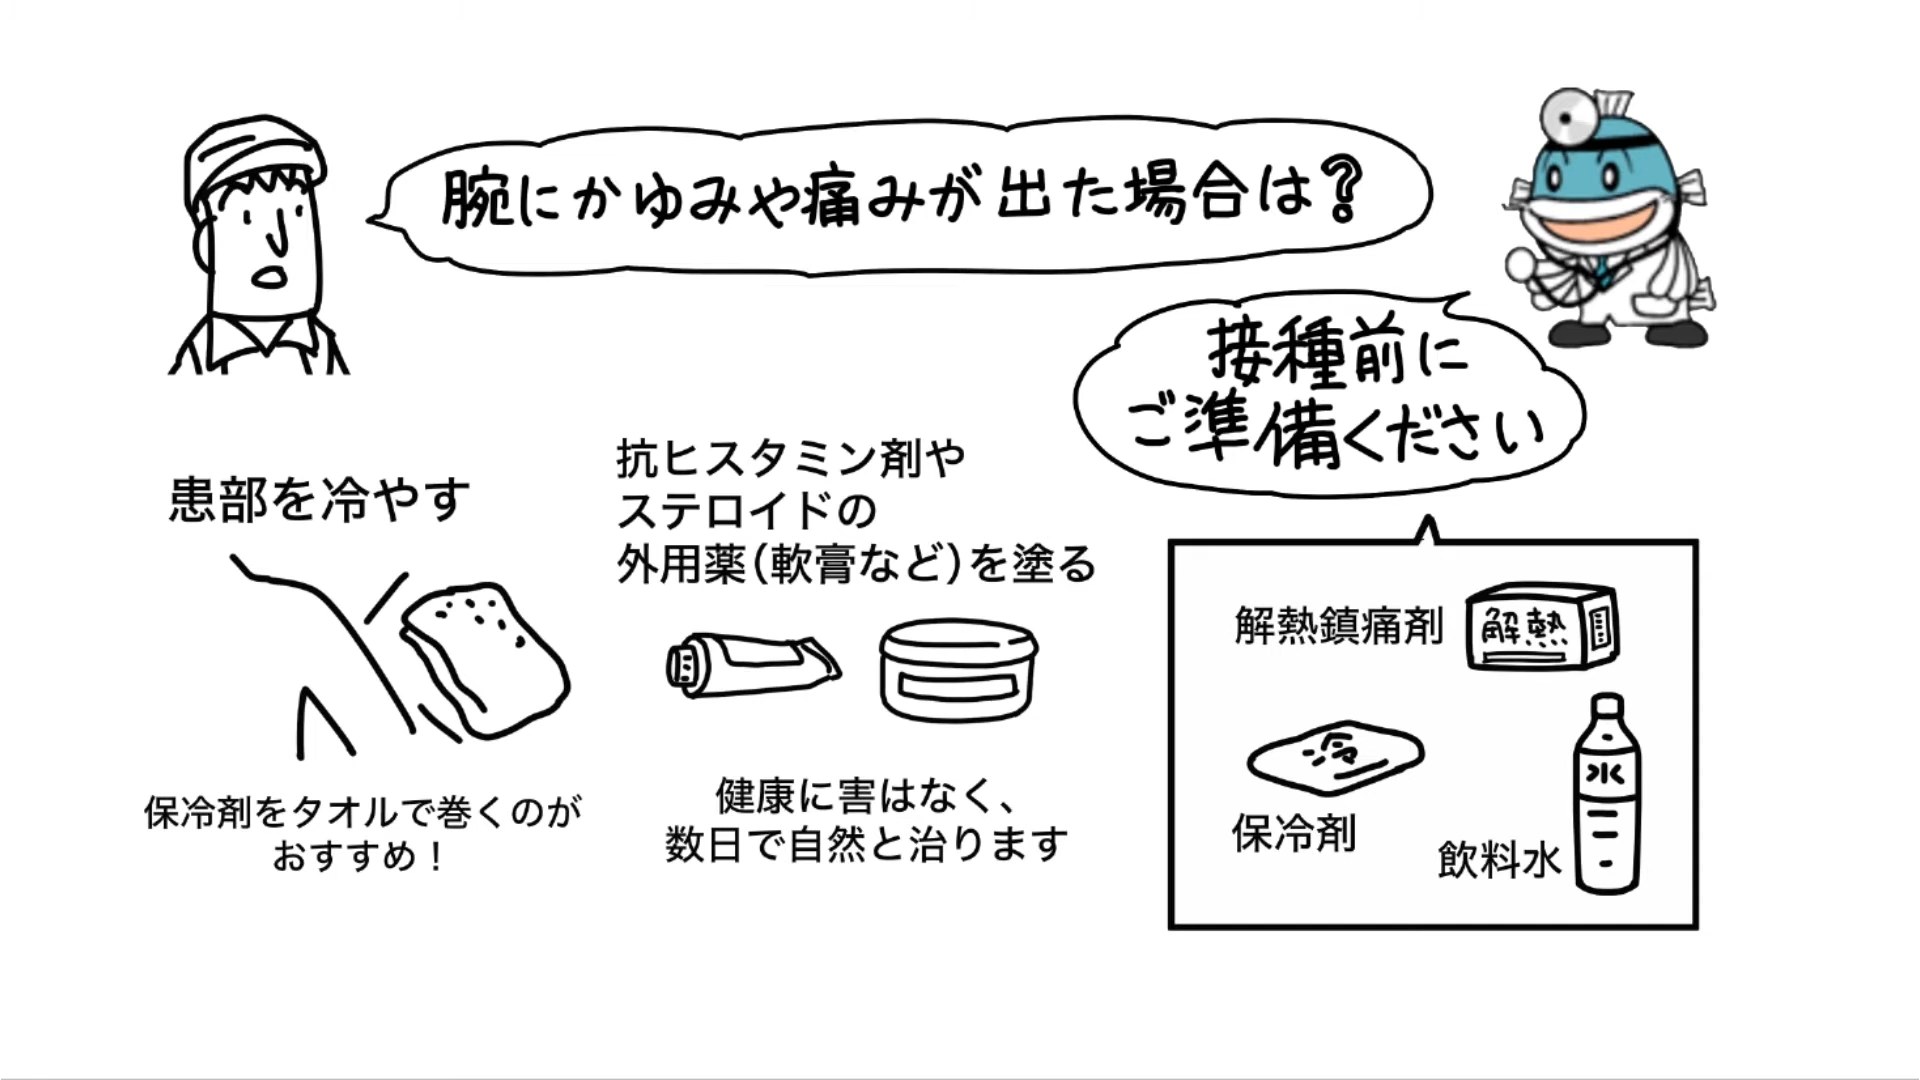 腕にかゆみや痛みが出た場合は?
接種前に
ご準備ください
患部を冷やす
保冷剤をタオルで巻くのが
おすすめ!
抗ヒスタミン剤や
ステロイドの
外用薬(軟膏など)を塗る
健康に害はなく、
数日で自然と治ります
解熱鎮痛剤
解熱
冷
保冷剤
水
飲料水